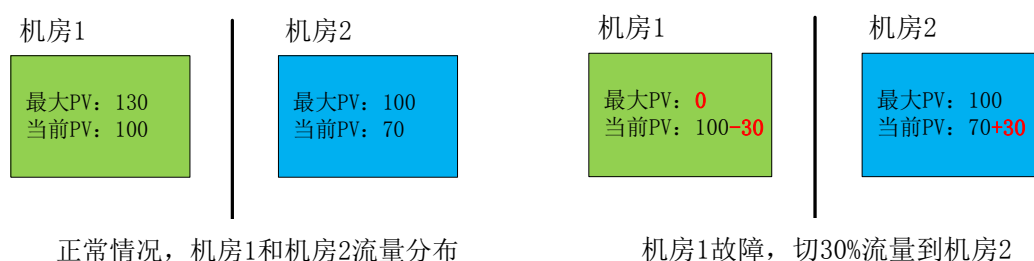 机房1
机房2
最大PV：130
当前PV：100
最大PV：100
当前PV：70
正常情况，机房1和机房2流量分布
机房1
机房2
最大PV：0
当前PV：100-30
最大PV：100
当前PV：70+30
机房1故障，切30%流量到机房2